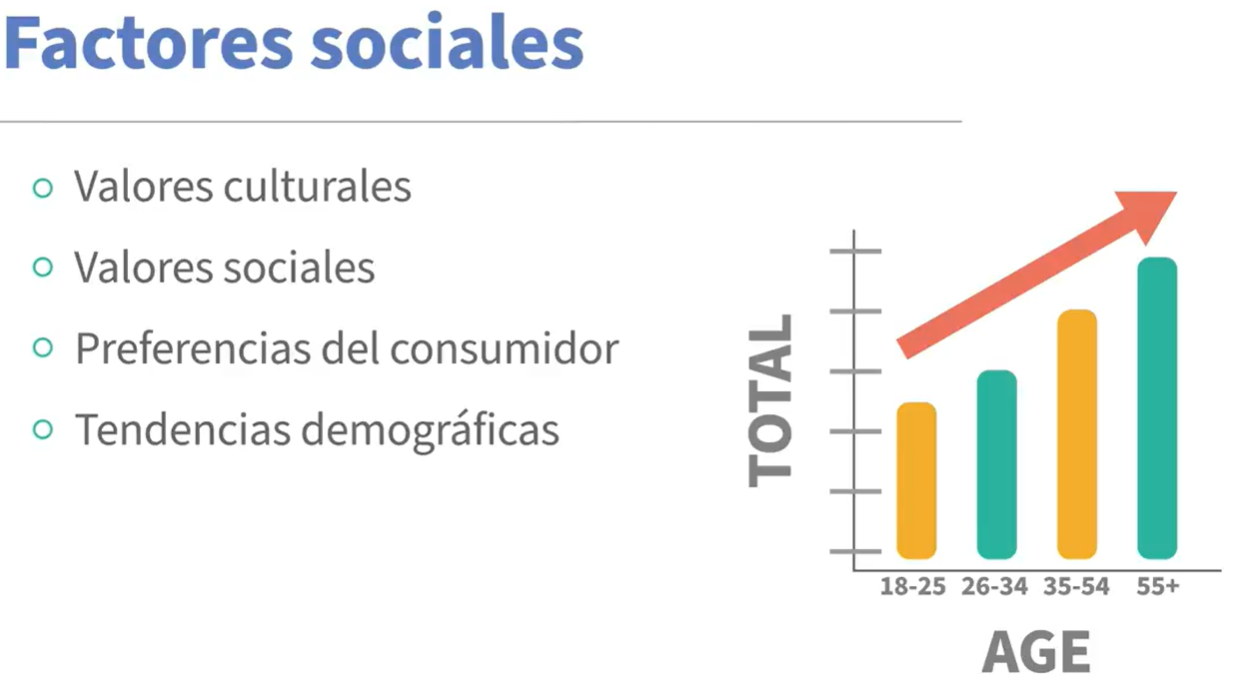 Factores sociales
Valores culturales
Valores sociales
Preferencias del consumidor
Tendencias demográficas
TOTAL
18-25 26-34 35-54 55+
AGE